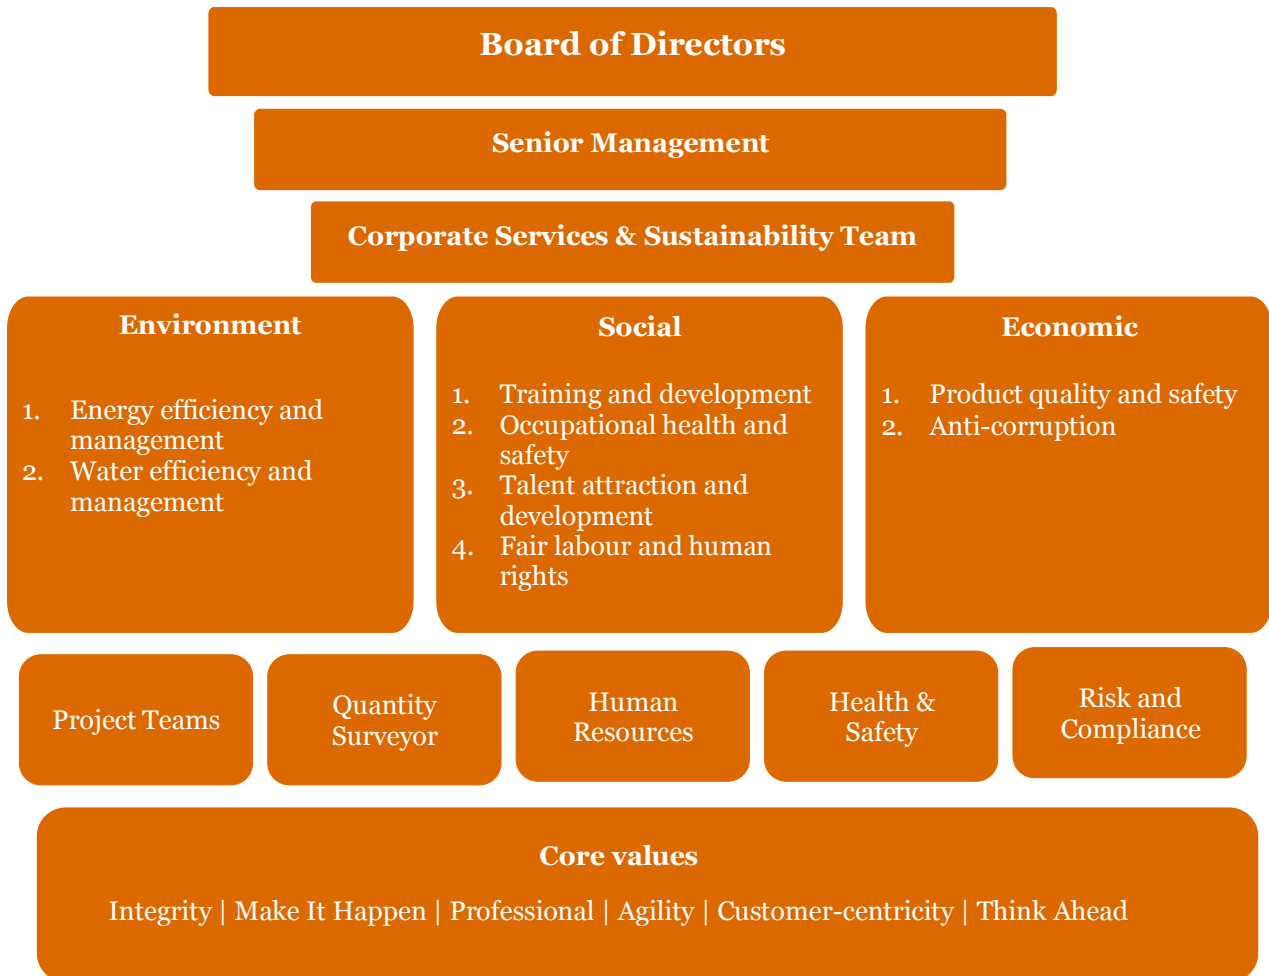 Board of Directors
Senior Management
Corporate Services & Sustainability Team
Environment
1. Energy efficiency and
management
2. Water efficiency and
management
Social
1. Training and development
2. Occupational health and
safety
3. Talent attraction and
development
4. Fair labour and human
rights
Economic
1. Product quality and safety
2. Anti-corruption
Project Teams
Quantity
Surveyor
Human
Resources
Health &
Safety
Risk and
Compliance
Core values
Integrity | Make It Happen | Professional | Agility | Customer-centricity | Think Ahead